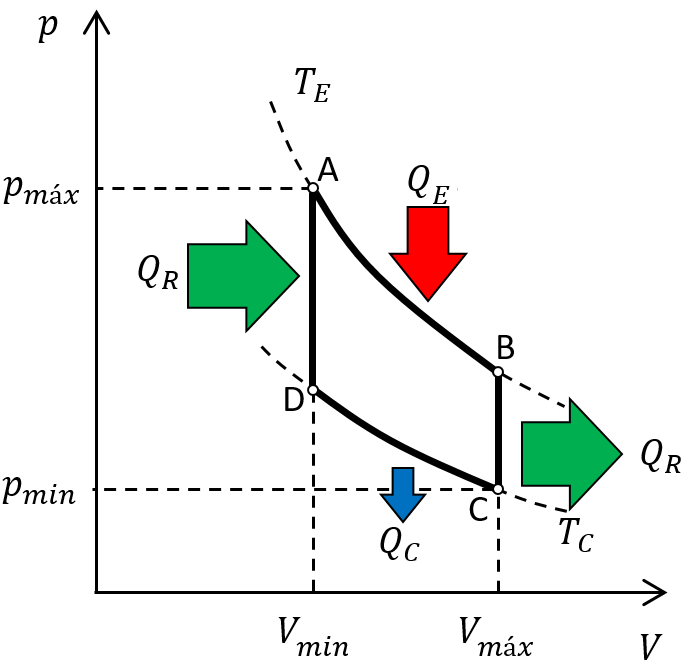 p
T_E
A
p_máx
Q_E
Q_R
B
D
Q_R
p_min
C
Q_C
T_C
V_min
V_máx
V